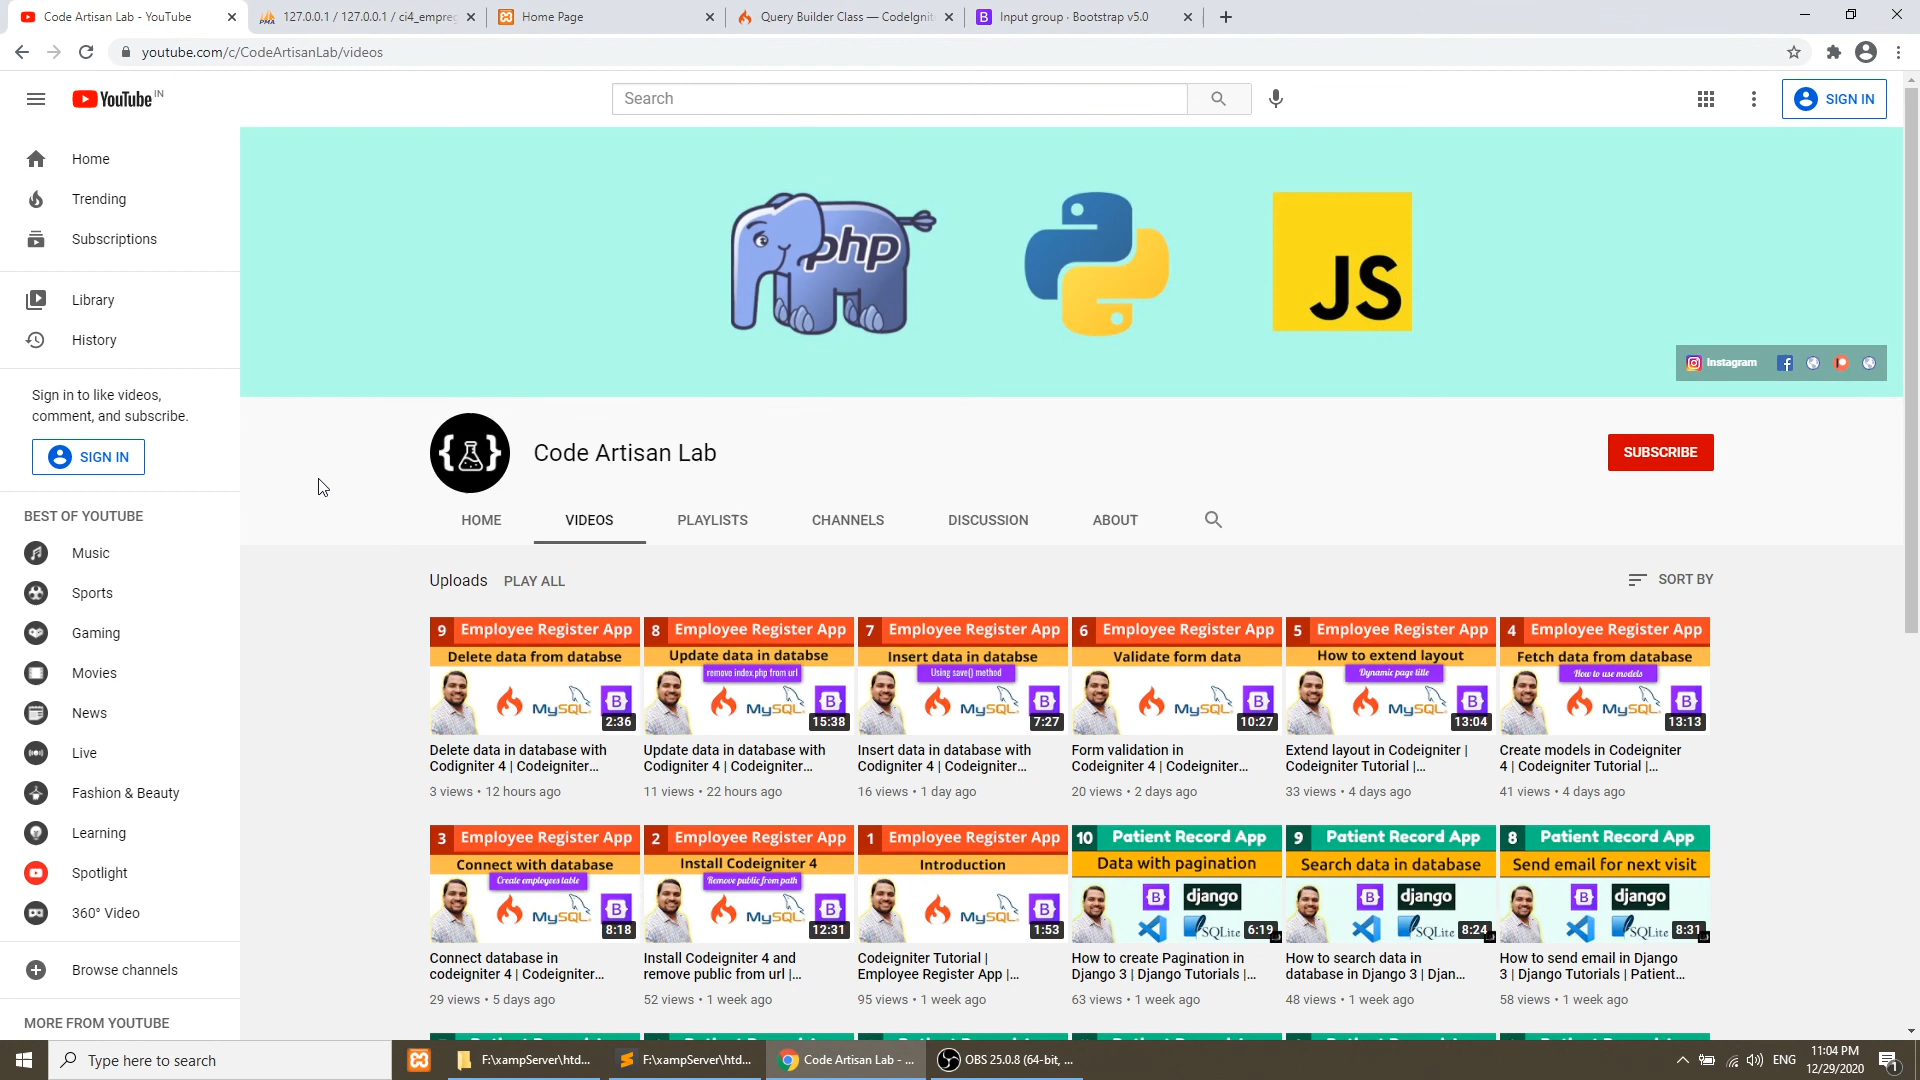 Code Artisan Lab - YouTube
127.0.0.1 / 127.0.0.1 / ci4_empreg
Home Page
Query Builder Class — CodeIgnit
Input group · Bootstrap v5.0
youtube.com/c/CodeArtisanLab/videos
YouTube IN
Search
SIGN IN
Home
Trending
Subscriptions
Library
History
Sign in to like videos,
comment, and subscribe.
SIGN IN
BEST OF YOUTUBE
Music
Sports
Gaming
Movies
News
Live
Fashion & Beauty
Learning
Spotlight
360° Video
Browse channels
MORE FROM YOUTUBE
php
JS
Instagram
Code Artisan Lab
SUBSCRIBE
HOME VIDEOS PLAYLISTS CHANNELS DISCUSSION ABOUT
Uploads PLAY ALL
SORT BY
9 Employee Register App
Delete data from databse
MySQL
B
2:36
Delete data in database with
Codigniter 4 | Codeigniter...
3 views • 12 hours ago
8 Employee Register App
Update data in databse
remove index.php from url
MySQL
B
15:38
Update data in database with
Codigniter 4 | Codeigniter...
11 views • 22 hours ago
7 Employee Register App
Insert data in databse
Using save() method
MySQL
B
7:27
Insert data in database with
Codigniter 4 | Codeigniter...
16 views • 1 day ago
6 Employee Register App
Validate form data
MySQL
B
10:27
Form validation in
Codeigniter 4 | Codeigniter...
20 views • 2 days ago
5 Employee Register App
How to extend layout
Dynamic page title
MySQL
B
13:04
Extend layout in Codeigniter |
Codeigniter Tutorial |...
33 views • 4 days ago
4 Employee Register App
Fetch data from database
How to use models
MySQL
B
13:13
Create models in Codeigniter
4 | Codeigniter Tutorial |...
41 views • 4 days ago
3 Employee Register App
Connect with database
Create employees table
MySQL
B
8:18
Connect database in
codeigniter 4 | Codeigniter...
29 views • 5 days ago
2 Employee Register App
Install Codeigniter 4
Remove public from path
MySQL
B
12:31
Install Codeigniter 4 and
remove public from url |...
52 views • 1 week ago
1 Employee Register App
Introduction
MySQL
B
1:53
Codeigniter Tutorial |
Employee Register App |...
95 views • 1 week ago
10 Patient Record App
Data with pagination
B django
SQLite
6:19
How to create Pagination in
Django 3 | Django Tutorials |...
63 views • 1 week ago
9 Patient Record App
Search data in database
B django
SQLite
8:24
How to search data in
database in Django 3 | Djan...
48 views • 1 week ago
8 Patient Record App
Send email for next visit
B django
SQLite
8:31
How to send email in Django
3 | Django Tutorials | Patient...
58 views • 1 week ago
Type here to search
F:\xampServer\htd...
F:\xampServer\htd...
Code Artisan Lab - ...
OBS 25.0.8 (64-bit, ...
ENG
11:04 PM
12/29/2020
1